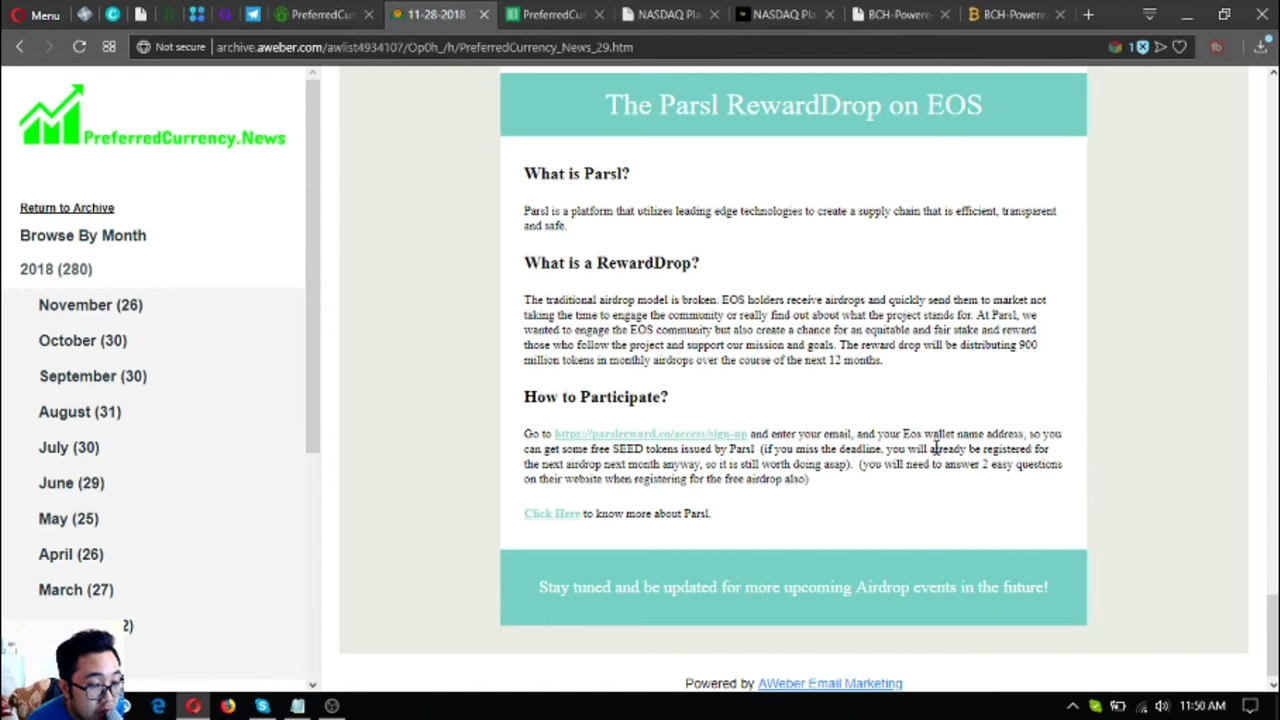 Menu
PreferredCurr
11-28-2018
PreferredCu
NASDAQ Pla
NASDAQ Pla
BCH-Powere
BCH-Powere
Not secure
archive.aweber.com/awlist4934107/Op0h_/h/PreferredCurrency_News_29.htm
1
PreferredCurrency.News
Return to Archive
Browse By Month
2018 (280)
November (26)
October (30)
September (30)
August (31)
July (30)
June (29)
May (25)
April (26)
March (27)
2)
The Parsl RewardDrop on EOS
What is Parsl?
Parsl is a platform that utilizes leading edge technologies to create a supply chain that is efficient, transparent
and safe.
What is a RewardDrop?
The traditional airdrop model is broken. EOS holders receive airdrops and quickly send them to market not
taking the time to engage the community or really find out about what the project stands for. At Parsl, we
wanted to engage the EOS community but also create a chance for an equitable and fair stake and reward
those who follow the project and support our mission and goals. The reward drop will be distributing 900
million tokens in monthly airdrops over the course of the next 12 months.
How to Participate?
Go to https://parslreward.co/access/sign-up and enter your email, and your Eos wallet name address, so you
can get some free SEED tokens issued by Parsl (if you miss the deadline, you will already be registered for
the next airdrop next month anyway, so it is still worth doing asap). (you will need to answer 2 easy questions
on their website when registering for the free airdrop also)
Click Here to know more about Parsl.
Stay tuned and be updated for more upcoming Airdrop events in the future!
Powered by AWeber Email Marketing
11:50 AM